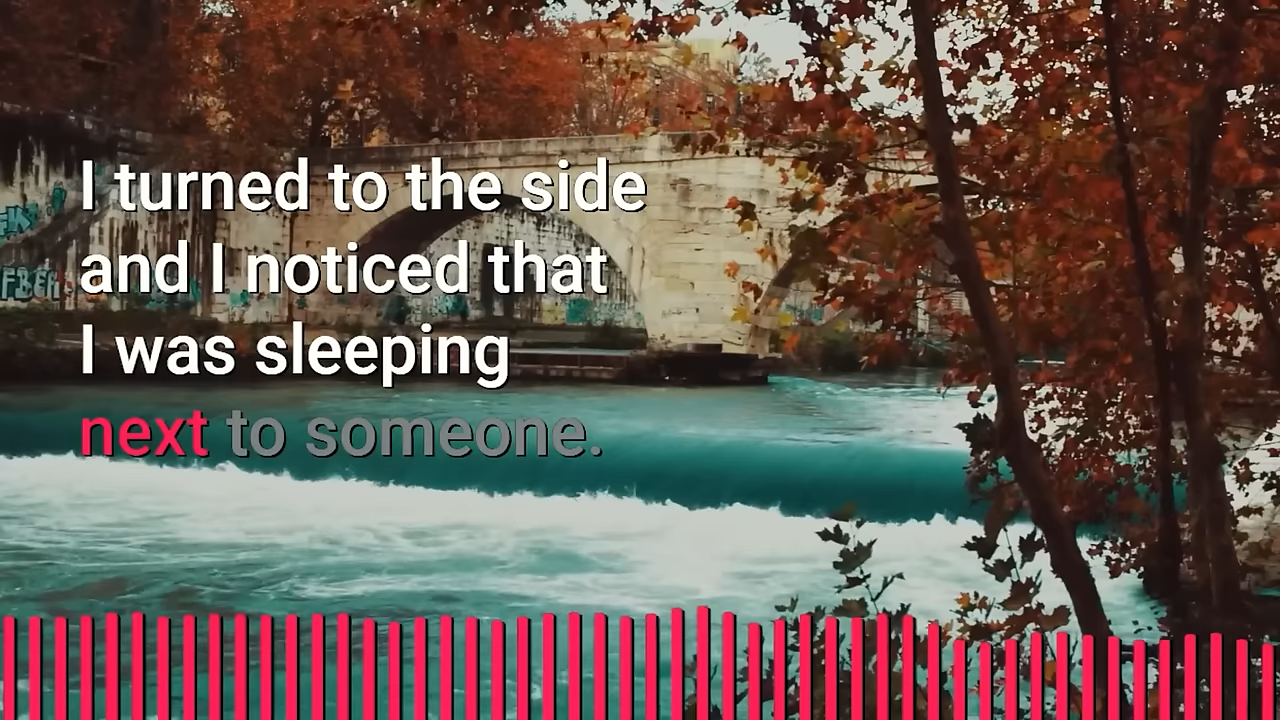 I turned to the side
and I noticed that
I was sleeping
next to someone.